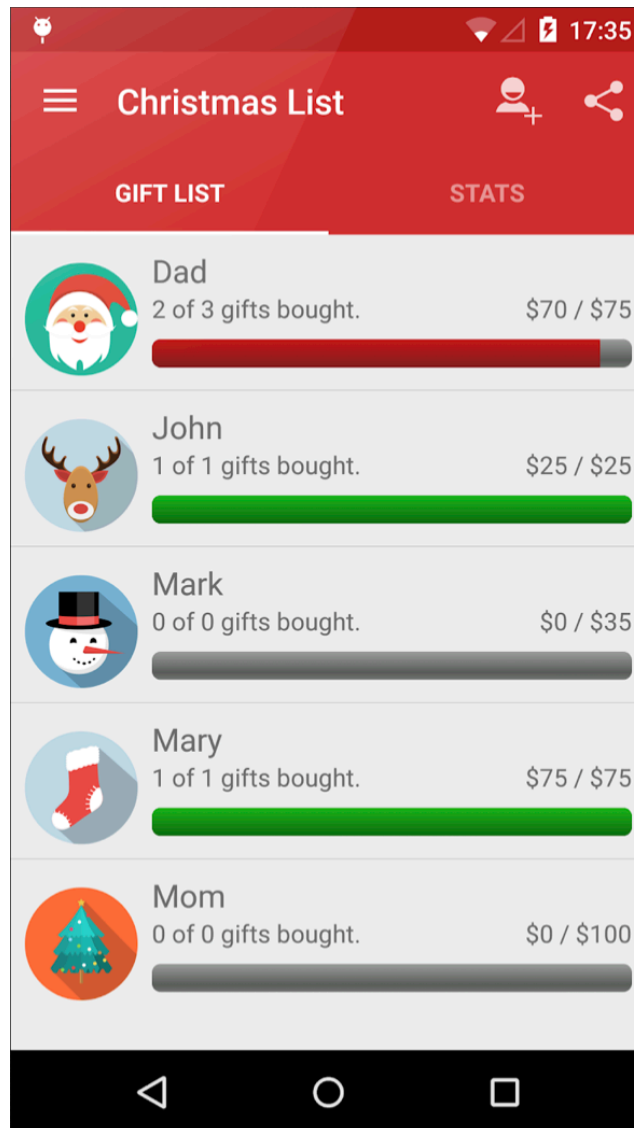 17:35
Christmas List
GIFT LIST STATS
Dad
2 of 3 gifts bought. $70 / $75
John
1 of 1 gifts bought. $25 / $25
Mark
0 of 0 gifts bought. $0 / $35
Mary
1 of 1 gifts bought. $75 / $75
Mom
0 of 0 gifts bought. $0 / $100